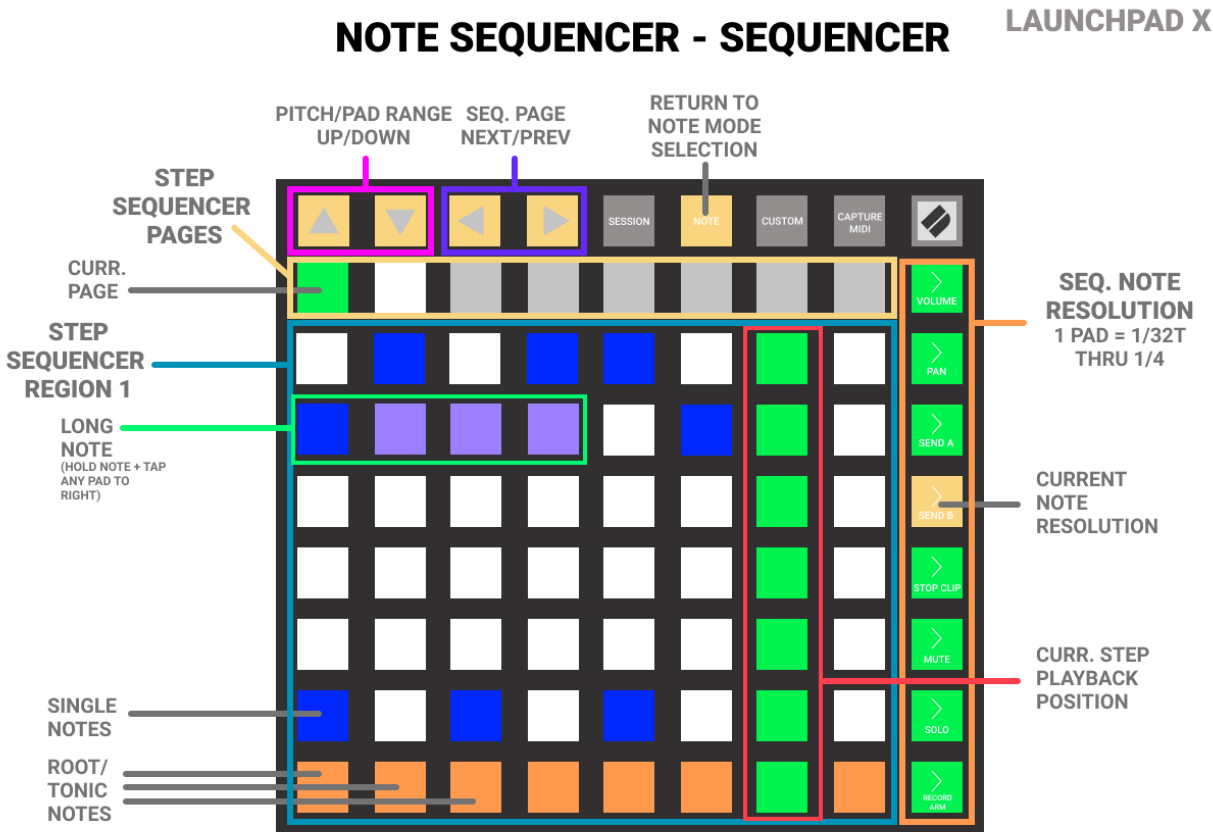 NOTE SEQUENCER - SEQUENCER
LAUNCHPAD X
PITCH/PAD RANGE
UP/DOWN
SEQ. PAGE
NEXT/PREV
RETURN TO
NOTE MODE
SELECTION
STEP
SEQUENCER
PAGES
CURR.
PAGE
STEP
SEQUENCER
REGION 1
LONG
NOTE
(HOLD NOTE + TAP
ANY PAD TO
RIGHT)
SINGLE
NOTES
ROOT/
TONIC
NOTES
SESSION
NOTE
CUSTOM
CAPTURE
MIDI
VOLUME
PAN
SEND A
SEND B
STOP CLIP
MUTE
SOLO
RECORD
ARM
SEQ. NOTE
RESOLUTION
1 PAD = 1/32T
THRU 1/4
CURRENT
NOTE
RESOLUTION
CURR. STEP
PLAYBACK
POSITION